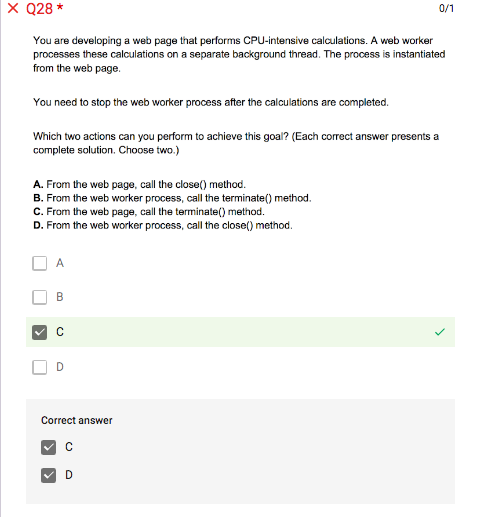 ✕ Q28 *
0/1
You are developing a web page that performs CPU-intensive calculations. A web worker
processes these calculations on a separate background thread. The process is instantiated
from the web page.
You need to stop the web worker process after the calculations are completed.
Which two actions can you perform to achieve this goal? (Each correct answer presents a
complete solution. Choose two.)
A. From the web page, call the close() method.
B. From the web worker process, call the terminate() method.
C. From the web page, call the terminate() method.
D. From the web worker process, call the close() method.
A
B
C
D
Correct answer
C
D